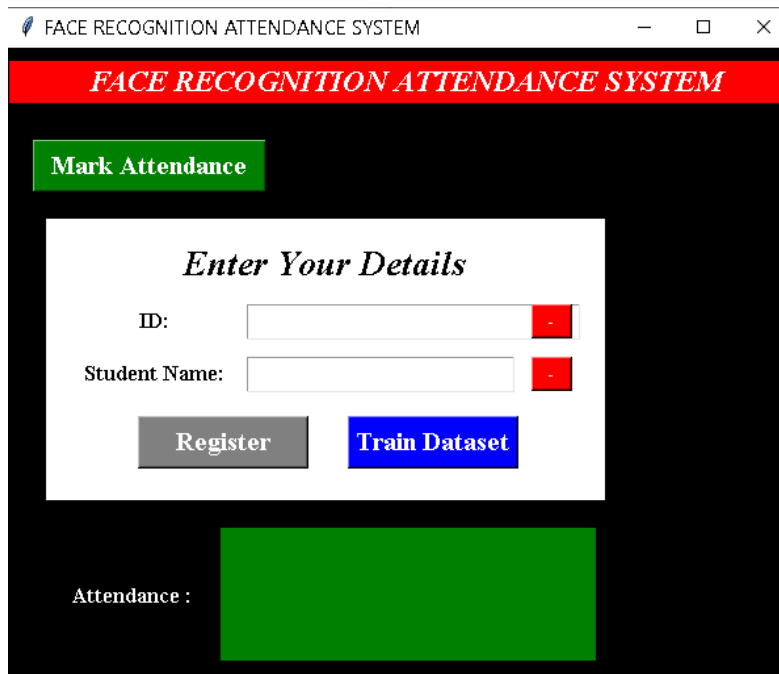 FACE RECOGNITION ATTENDANCE SYSTEM
FACE RECOGNITION ATTENDANCE SYSTEM
Mark Attendance
Enter Your Details
ID:
-
Student Name:
-
Register
Train Dataset
Attendance :